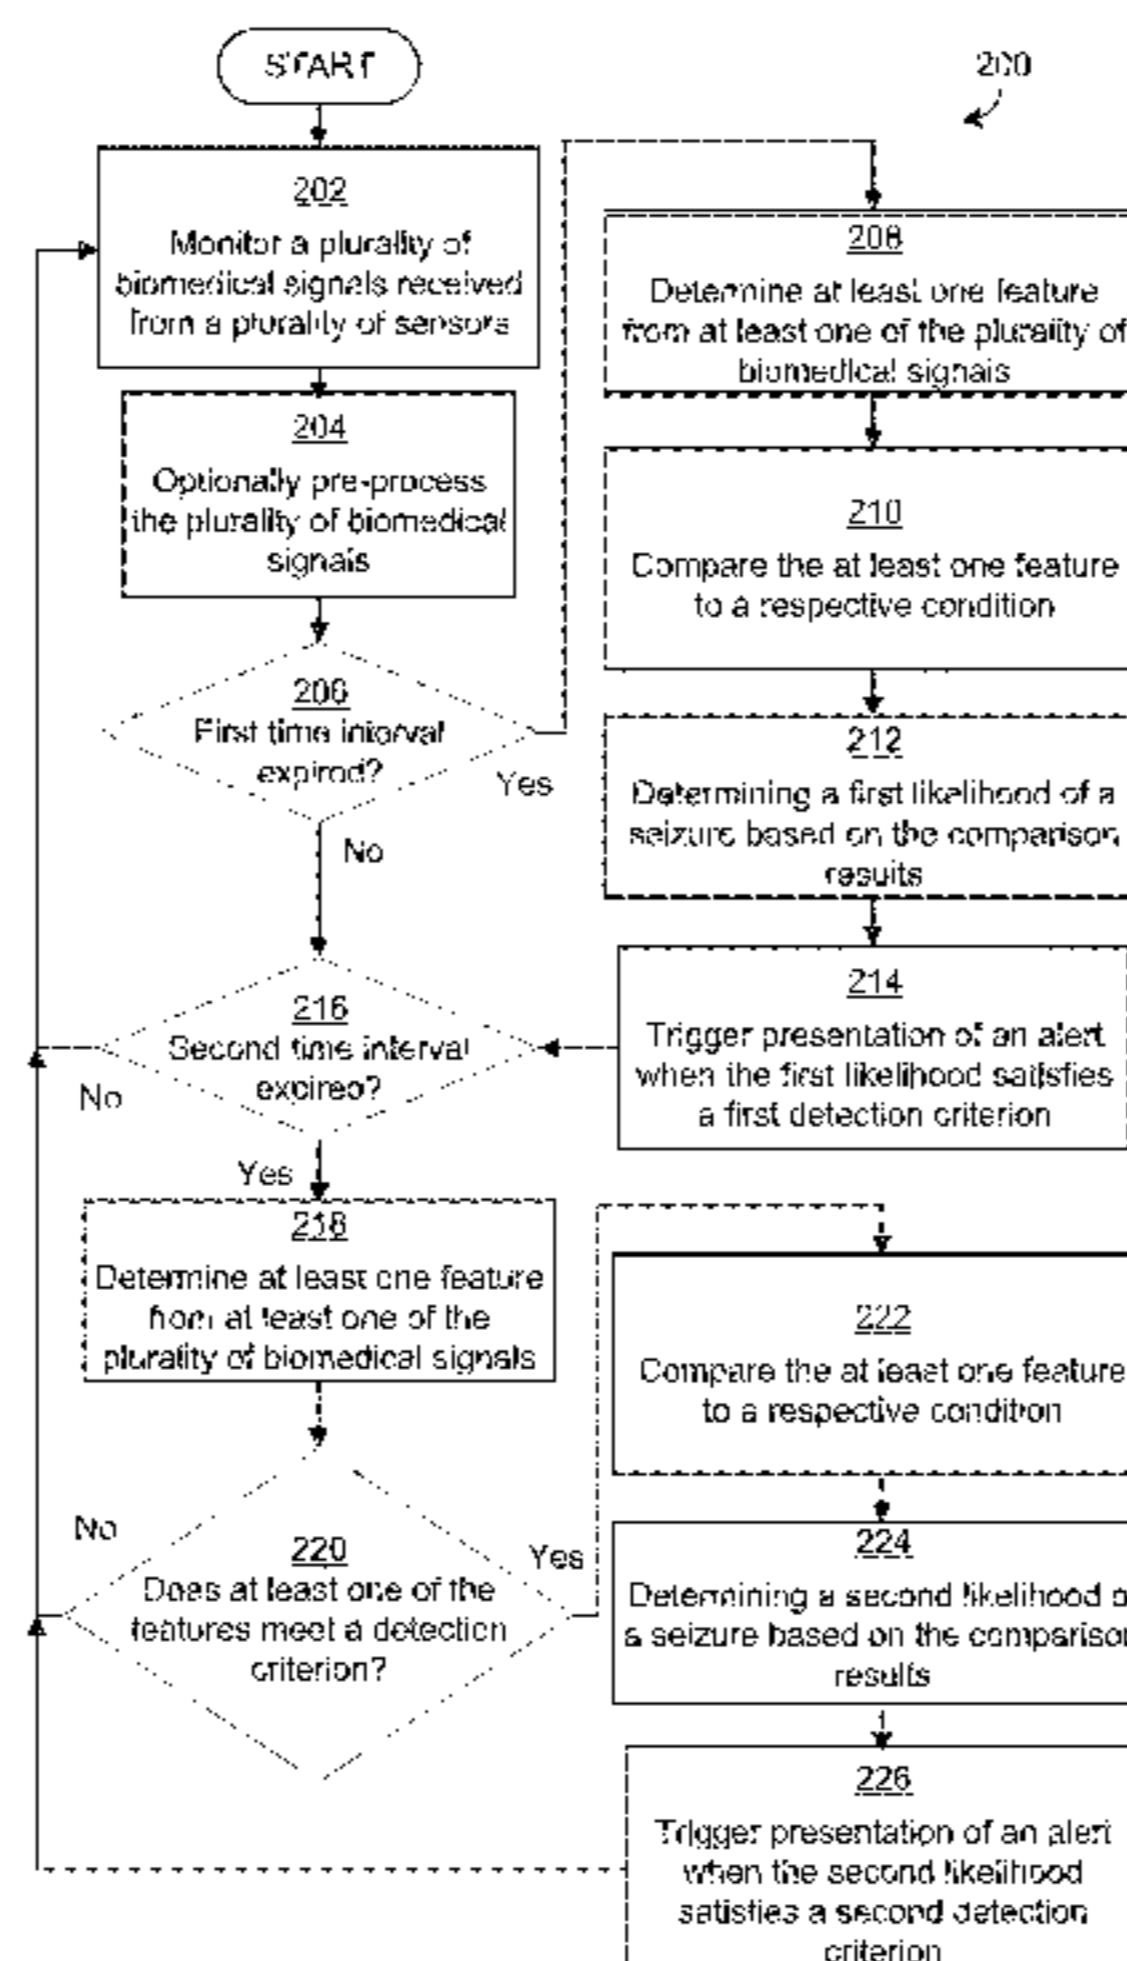 START
200
202
Monitor a plurality of
biomedical signals received
from a plurality of sensors
204
Optionally pre-process
the plurality of biomedical
signals
206
First time interval
expired?
Yes
No
208
Determine at least one feature
from at least one of the plurality of
biomedical signals
210
Compare the at least one feature
to a respective condition
212
Determining a first likelihood of a
seizure based on the comparison
results
214
Trigger presentation of an alert
when the first likelihood satisfies
a first detection criterion
216
Second time interval
expired?
No
Yes
218
Determine at least one feature
from at least one of the
plurality of biomedical signals
220
Does at least one of the
features meet a detection
criterion?
No
Yes
222
Compare the at least one feature
to a respective condition
224
Determining a second likelihood
a seizure based on the comparison
results
226
Trigger presentation of an alert
when the second likelihood
satisfies a second detection
criterion